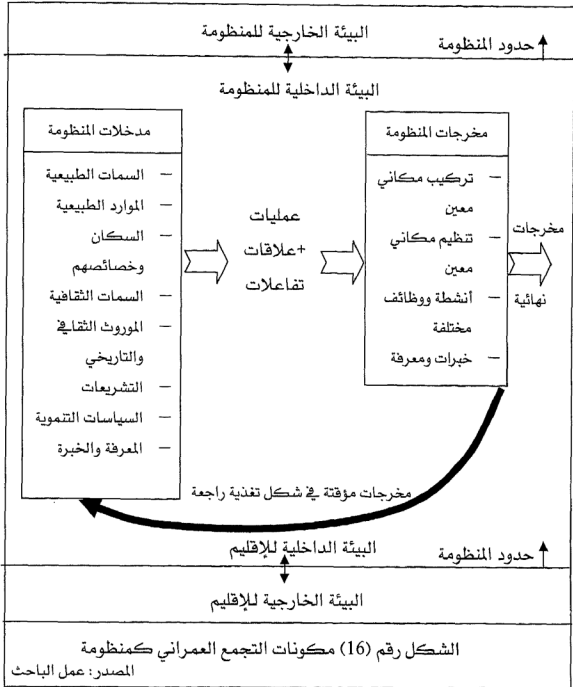 البيئة الخارجية للمنظومة
حدود المنظومة
البيئة الداخلية للمنظومة
مدخلات المنظومة
– السمات الطبيعية
– الموارد الطبيعية
– السكان
وخصائصهم
– السمات الثقافية
– الموروث الثقافي
والتاريخي
– التشريعات
– السياسات التنموية
– المعرفة والخبرة
عمليات
+علاقات
تفاعلات
مخرجات المنظومة
– تركيب مكاني
معين
– تنظيم مكاني
معين
– أنشطة ووظائف
مختلفة
– خبرات ومعرفة
مخرجات
نهائية
مخرجات مؤقتة في شكل تغذية راجعة
البيئة الداخلية للإقليم
حدود المنظومة
البيئة الخارجية للإقليم
الشكل رقم (16) مكونات التجمع العمراني كمنظومة
المصدر: عمل الباحث